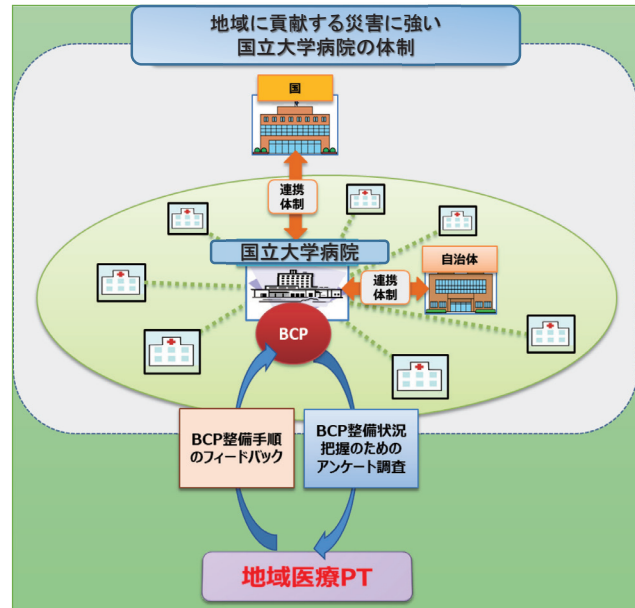 地域に貢献する災害に強い
国立大学病院の体制
国
連携
体制
国立大学病院
自治体
連携
体制
BCP
BCP整備手順
のフィードバック
BCP整備状況
把握のための
アンケート調査
地域医療PT